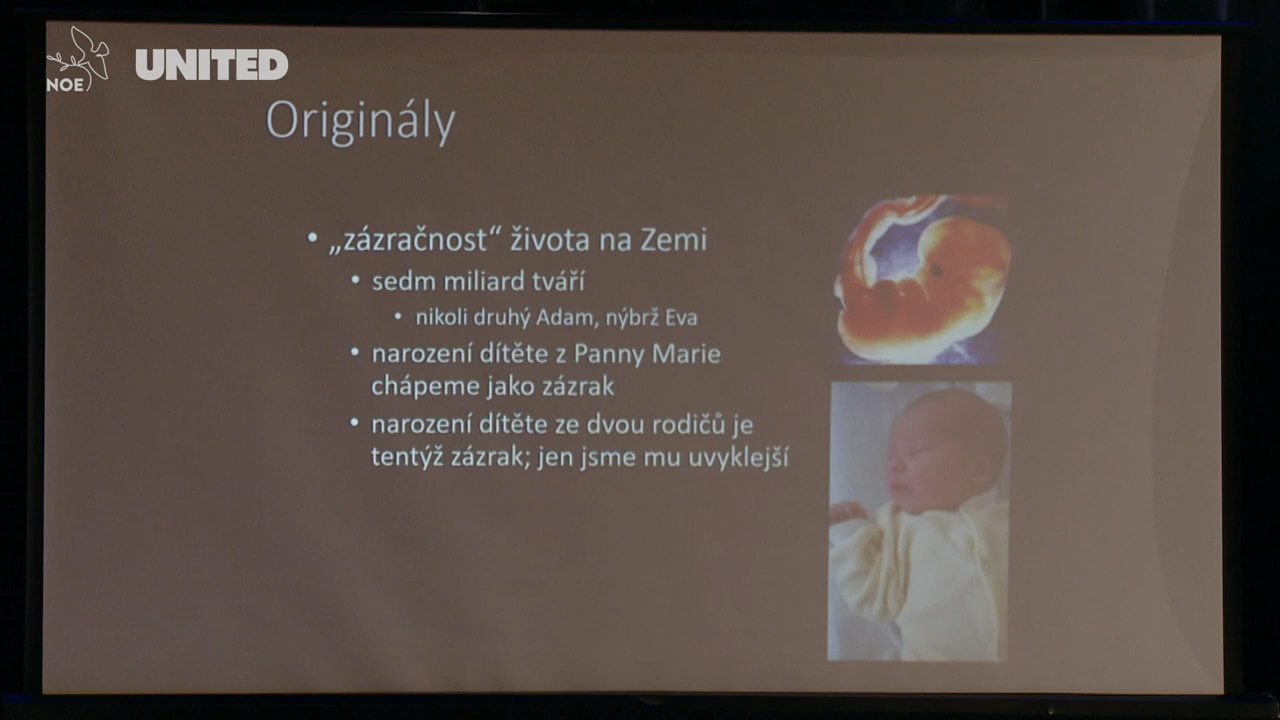 NOE
UNITED
Originály
• „zázračnost“ života na Zemi
• sedm miliard tváří
• nikoli druhý Adam, nýbrž Eva
• narození dítěte z Panny Marie
chápeme jako zázrak
• narození dítěte ze dvou rodičů je
tentýž zázrak; jen jsme mu uvyklejší